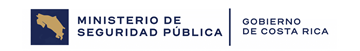 MINISTERIO DE
SEGURIDAD PÚBLICA
GOBIERNO
DE COSTA RICA